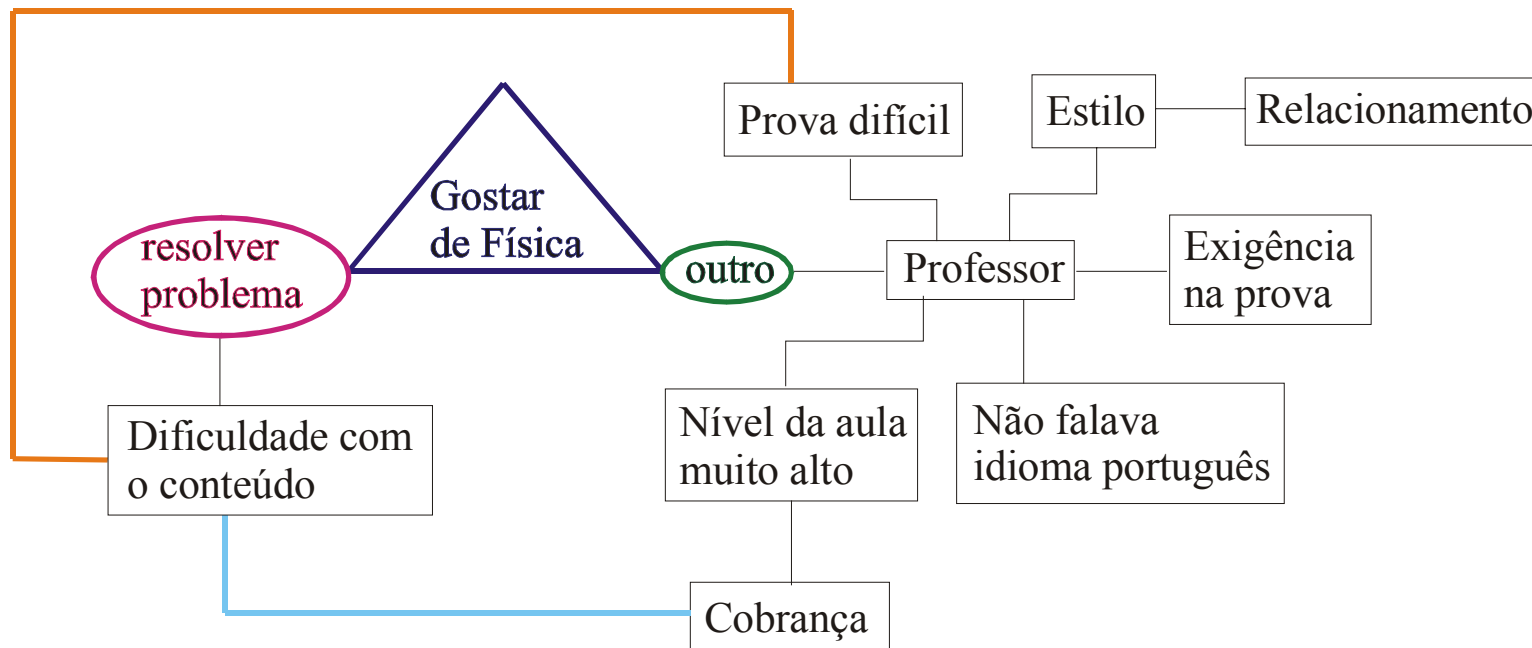 Prova difícil
Estilo
Relacionamento
Gostar
de Física
resolver
problema
outro
Professor
Exigência
na prova
Dificuldade com
o conteúdo
Nível da aula
muito alto
Não falava
idioma português
Cobrança